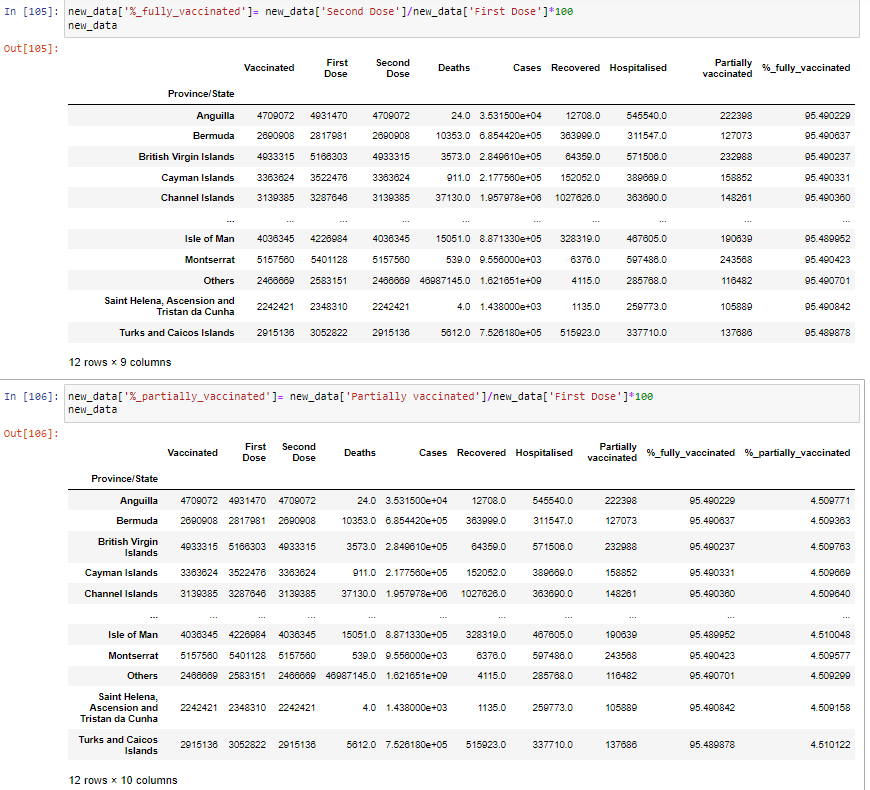 In [105]: new_data['%_fully_vaccinated']= new_data['Second Dose']/new_data['First Dose']*100
new_data
Out[105]:
Vaccinated First Dose Second Dose Deaths Cases Recovered Hospitalised Partially vaccinated %_fully_vaccinated
Province/State
Anguilla 4709072 4931470 4709072 24.0 3.531500e+04 12708.0 545540.0 222398 95.490229
Bermuda 2690908 2817981 2690908 10353.0 6.854420e+05 363999.0 311547.0 127073 95.490637
British Virgin Islands 4933315 5166303 4933315 3573.0 2.849610e+05 64359.0 571506.0 232988 95.490237
Cayman Islands 3363624 3522476 3363624 911.0 2.177560e+05 152052.0 389669.0 158852 95.490331
Channel Islands 3139385 3287646 3139385 37130.0 1.957978e+06 1027626.0 363690.0 148261 95.490360
... ... ... ... ... ... ... ... ... ...
Isle of Man 4036345 4226984 4036345 15051.0 8.871330e+05 328319.0 467605.0 190639 95.489952
Montserrat 5157560 5401128 5157560 539.0 9.556000e+03 6376.0 597486.0 243568 95.490423
Others 2466669 2583151 2466669 46987145.0 1.621651e+09 4115.0 285768.0 116482 95.490701
Saint Helena, Ascension and
Tristan da Cunha 2242421 2348310 2242421 4.0 1.438000e+03 1135.0 259773.0 105889 95.490842
Turks and Caicos Islands 2915136 3052822 2915136 5612.0 7.526180e+05 515923.0 337710.0 137686 95.489878
12 rows × 9 columns
In [106]: new_data['%_partially_vaccinated']= new_data['Partially vaccinated']/new_data['First Dose']*100
new_data
Out[106]:
Vaccinated First Dose Second Dose Deaths Cases Recovered Hospitalised Partially vaccinated %_fully_vaccinated %_partially_vaccinated
Province/State
Anguilla 4709072 4931470 4709072 24.0 3.531500e+04 12708.0 545540.0 222398 95.490229 4.509771
Bermuda 2690908 2817981 2690908 10353.0 6.854420e+05 363999.0 311547.0 127073 95.490637 4.509363
British Virgin
Islands 4933315 5166303 4933315 3573.0 2.849610e+05 64359.0 571506.0 232988 95.490237 4.509763
Cayman Islands 3363624 3522476 3363624 911.0 2.177560e+05 152052.0 389669.0 158852 95.490331 4.509669
Channel Islands 3139385 3287646 3139385 37130.0 1.957978e+06 1027626.0 363690.0 148261 95.490360 4.509640
... ... ... ... ... ... ... ... ... ... ...
Isle of Man 4036345 4226984 4036345 15051.0 8.871330e+05 328319.0 467605.0 190639 95.489952 4.510048
Montserrat 5157560 5401128 5157560 539.0 9.556000e+03 6376.0 597486.0 243568 95.490423 4.509577
Others 2466669 2583151 2466669 46987145.0 1.621651e+09 4115.0 285768.0 116482 95.490701 4.509299
Saint Helena,
Ascension and
Tristan da Cunha 2242421 2348310 2242421 4.0 1.438000e+03 1135.0 259773.0 105889 95.490842 4.509158
Turks and Caicos
Islands 2915136 3052822 2915136 5612.0 7.526180e+05 515923.0 337710.0 137686 95.489878 4.510122
12 rows × 10 columns